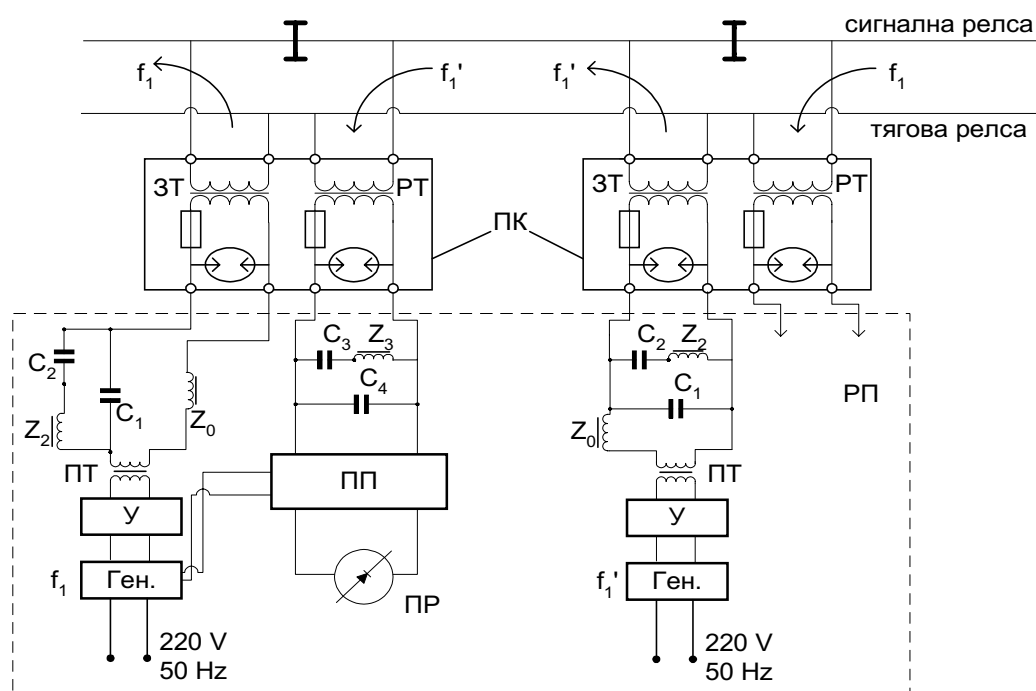 сигнална релса
f₁
f₁'
f₁'
f₁
тягова релса
ЗТ
РТ
ПК
ЗТ
РТ
C₂
C₁
Z₂
Z₀
C₃
Z₃
C₄
C₂
Z₂
C₁
Z₀
РП
ПТ
ПП
ПТ
У
У
f₁
Ген.
ПР
f₁'
Ген.
220 V
50 Hz
220 V
50 Hz